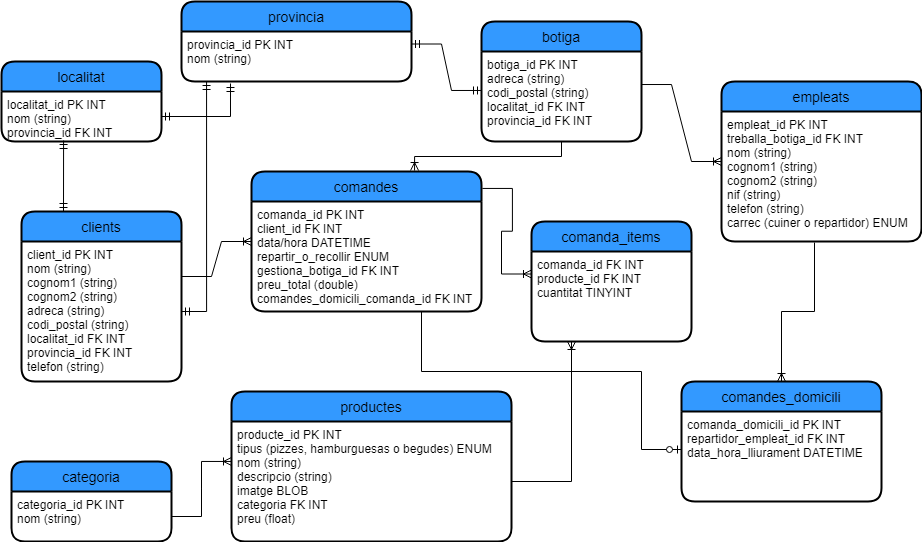 provincia
provincia_id PK INT
nom (string)
botiga
botiga_id PK INT
adreca (string)
codi_postal (string)
localitat_id FK INT
provincia_id FK INT
localitat
localitat_id PK INT
nom (string)
provincia_id FK INT
empleats
empleat_id PK INT
treballa_botiga_id FK INT
nom (string)
cognom1 (string)
cognom2 (string)
nif (string)
telefon (string)
carrec (cuiner o repartidor) ENUM
comandes
comanda_id PK INT
client_id FK INT
data/hora DATETIME
repartir_o_recollir ENUM
gestiona_botiga_id FK INT
preu_total (double)
comandes_domicili_comanda_id FK INT
clients
client_id PK INT
nom (string)
cognom1 (string)
cognom2 (string)
adreca (string)
codi_postal (string)
localitat_id FK INT
provincia_id FK INT
telefon (string)
comanda_items
comanda_id FK INT
producte_id FK INT
cuantitat TINYINT
productes
producte_id PK INT
tipus (pizzes, hamburguesas o begudes) ENUM
nom (string)
descripcio (string)
imatge BLOB
categoria FK INT
preu (float)
comandes_domicili
comanda_domicili_id PK INT
repartidor_empleat_id FK INT
data_hora_lliurament DATETIME
categoria
categoria_id PK INT
nom (string)